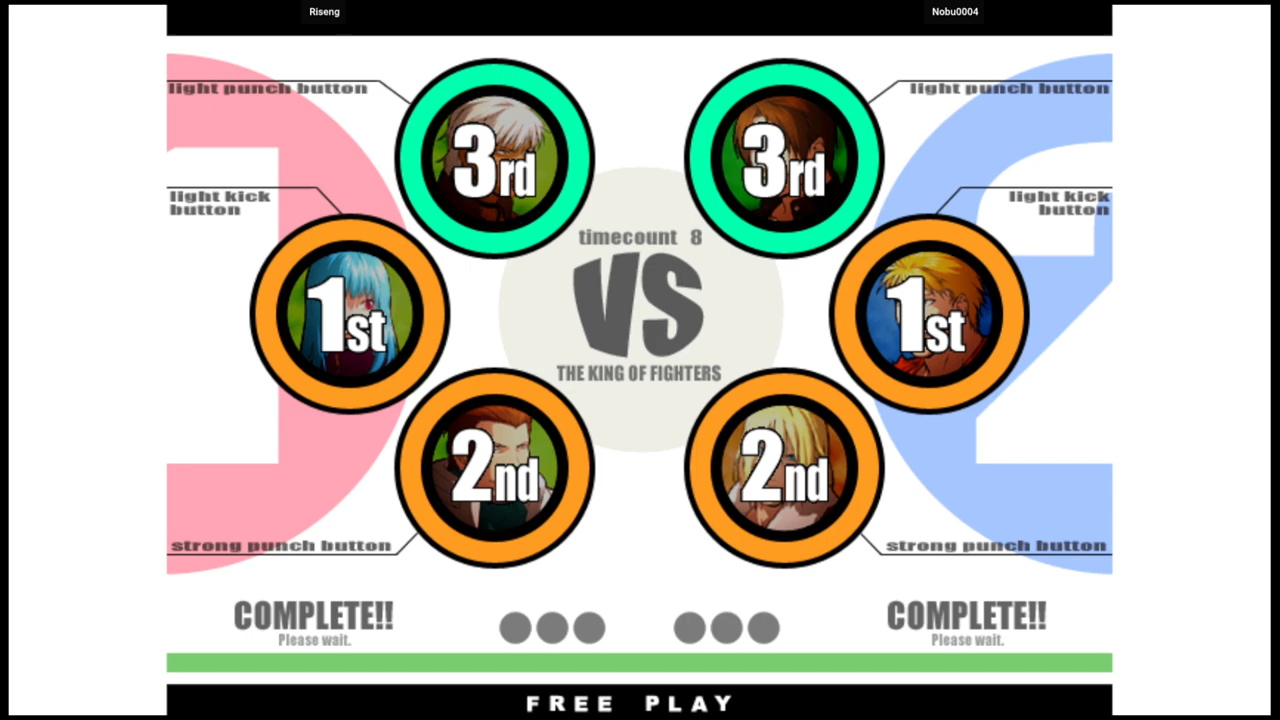 Riseng
Nobu0004
light punch button
light punch button
3rd
3rd
light kick
button
light kick
button
timecount 8
VS
THE KING OF FIGHTERS
1st
1st
2nd
2nd
strong punch button
strong punch button
COMPLETE!!
Please wait.
COMPLETE!!
Please wait.
FREE PLAY
1
2